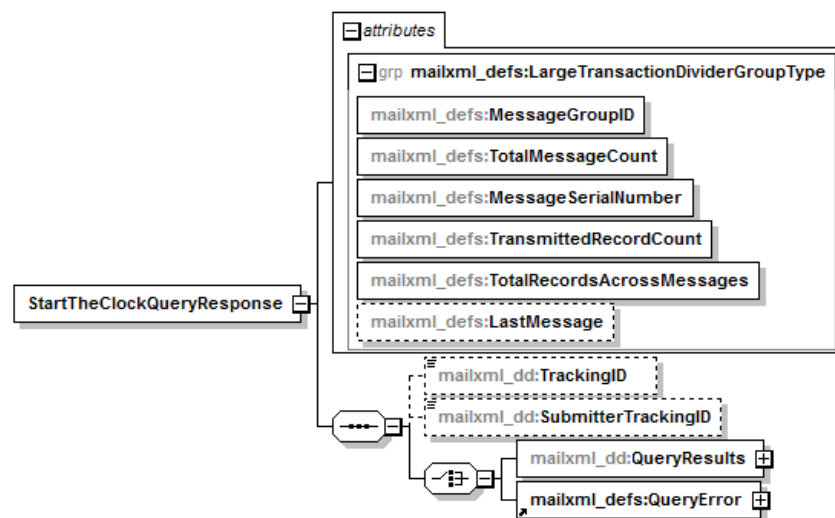 attributes
grp mailxml_defs:LargeTransactionDividerGroupType
mailxml_defs:MessageGroupID
mailxml_defs:TotalMessageCount
mailxml_defs:MessageSerialNumber
mailxml_defs:TransmittedRecordCount
mailxml_defs:TotalRecordsAcrossMessages
StartTheClockQueryResponse
mailxml_defs:LastMessage
mailxml_dd:TrackingID
mailxml_dd:SubmitterTrackingID
mailxml_dd:QueryResults
mailxml_defs:QueryError